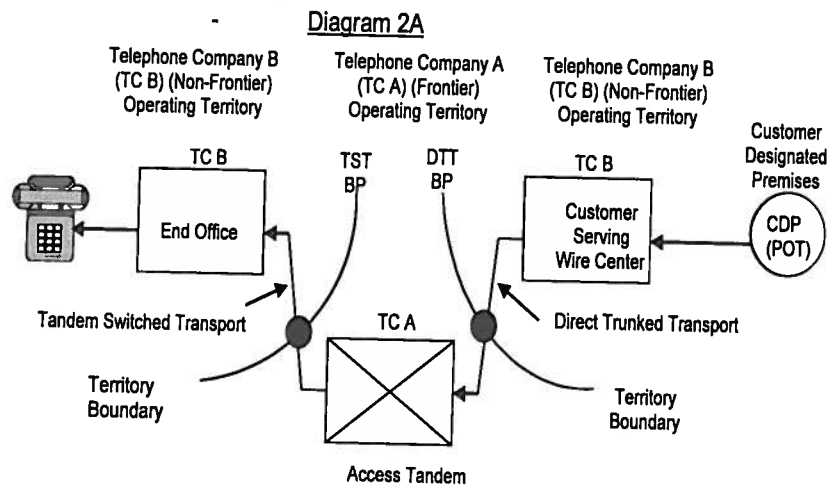 -
Diagram 2A
Telephone Company B
(TC B) (Non-Frontier)
Operating Territory
Telephone Company A
(TC A) (Frontier)
Operating Territory
Telephone Company B
(TC B) (Non-Frontier)
Operating Territory
Customer
Designated
Premises
TC B
TST
BP
DTT
BP
TC B
End Office
Customer
Serving
Wire Center
CDP
(POT)
Tandem Switched Transport
TC A
Direct Trunked Transport
Territory
Boundary
Territory
Boundary
Access Tandem